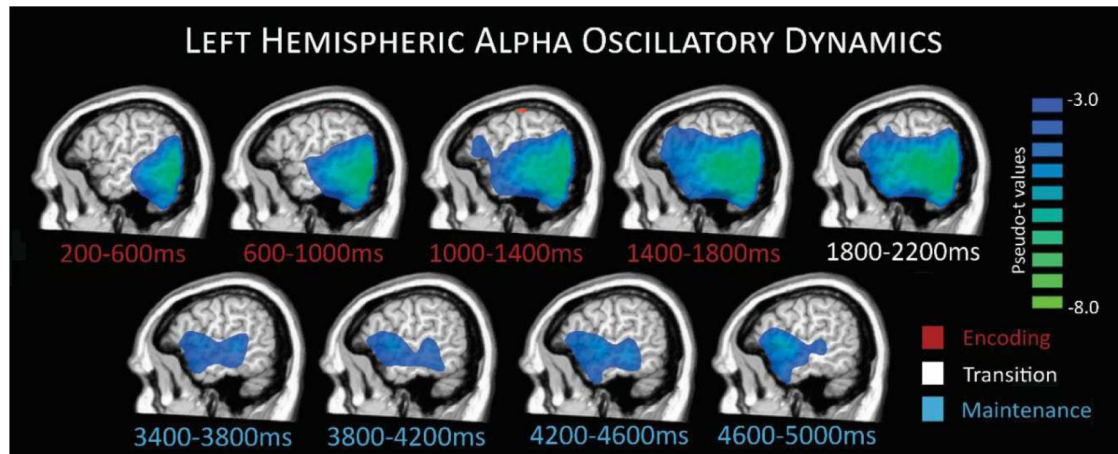 LEFT HEMISPHERIC ALPHA OSCILLATORY DYNAMICS
200-600ms
600-1000ms
1000-1400ms
1400-1800ms
1800-2200ms
-3.0
Pseudo-t values
-8.0
3400-3800ms
3800-4200ms
4200-4600ms
4600-5000ms
Encoding
Transition
Maintenance